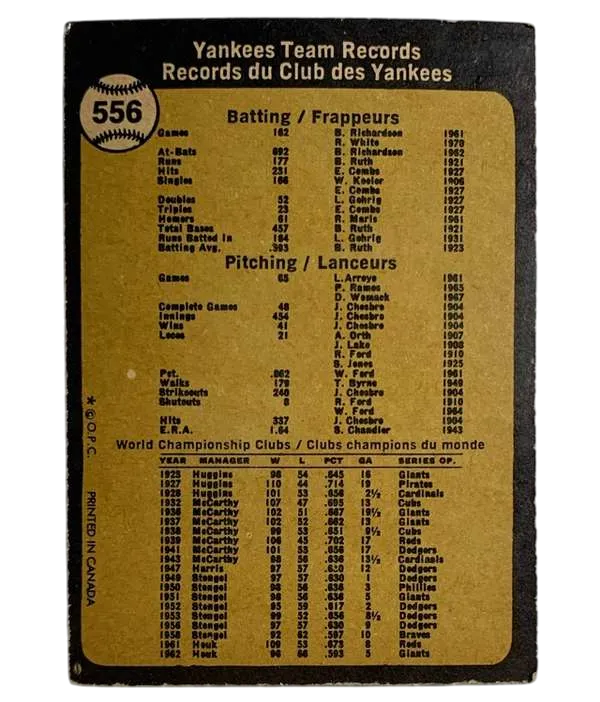 Yankees Team Records
Records du Club des Yankees
556
Batting / Frappeurs
Games 162 B. Richardson 1961
R. White 1970
At-Bats 692 B. Richardson 1962
Runs 177 B. Ruth 1921
Hits 231 E. Combs 1927
Singles 166 W. Keeler 1906
E. Combs 1927
Doubles 52 L. Gehrig 1927
Triples 23 E. Combs 1927
Homers 61 R. Maris 1961
Total Bases 457 B. Ruth 1921
Runs Batted In 184 L. Gehrig 1931
Batting Avg. .393 B. Ruth 1923
Pitching / Lanceurs
Games 65 L. Arroyo 1961
P. Ramos 1965
D. Womack 1967
Complete Games 48 J. Chesbro 1904
Innings 454 J. Chesbro 1904
Wins 41 J. Chesbro 1904
Losses 21 A. Orth 1907
J. Lake 1908
R. Ford 1910
S. Jones 1925
Pct. .862 W. Ford 1961
Walks 179 T. Byrne 1949
Strikeouts 240 J. Chesbro 1904
Shutouts 8 R. Ford 1910
W. Ford 1964
Hits 337 J. Chesbro 1904
E.R.A. 1.64 S. Chandler 1943
World Championship Clubs / Clubs champions du monde
YEAR MANAGER W L PCT GA SERIES OP.
1923 Huggins 98 54 .645 16 Giants
1927 Huggins 110 44 .714 19 Pirates
1928 Huggins 101 53 .656 2½ Cardinals
1932 McCarthy 107 47 .695 13 Cubs
1936 McCarthy 102 51 .667 19½ Giants
1937 McCarthy 102 52 .662 13 Giants
1938 McCarthy 99 53 .651 9½ Cubs
1939 McCarthy 106 45 .702 17 Reds
1941 McCarthy 101 53 .656 17 Dodgers
1943 McCarthy 98 56 .636 13½ Cardinals
1947 Harris 97 57 .630 12 Dodgers
1949 Stengel 97 57 .630 1 Dodgers
1950 Stengel 98 56 .636 3 Phillies
1951 Stengel 98 56 .636 5 Giants
1952 Stengel 95 59 .617 2 Dodgers
1953 Stengel 99 52 .656 8½ Dodgers
1956 Stengel 97 57 .630 9 Dodgers
1958 Stengel 92 62 .597 10 Braves
1961 Houk 109 53 .673 8 Reds
1962 Houk 96 66 .593 5 Giants
* © O.P.C. PRINTED IN CANADA